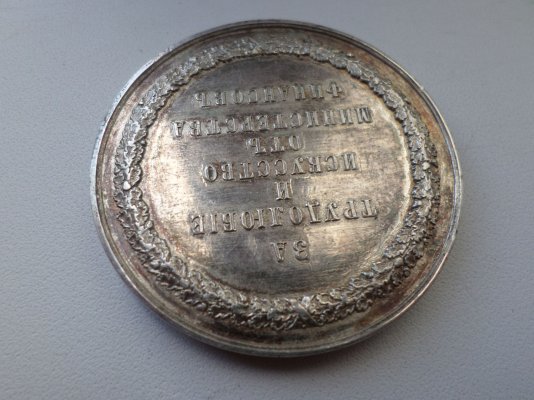 ЗА
ТРУДОЛЮБІЕ
И
ИСКУССТВО
ОТЪ
МИНИСТЕРСТВА
ФИНАНСОВЪ